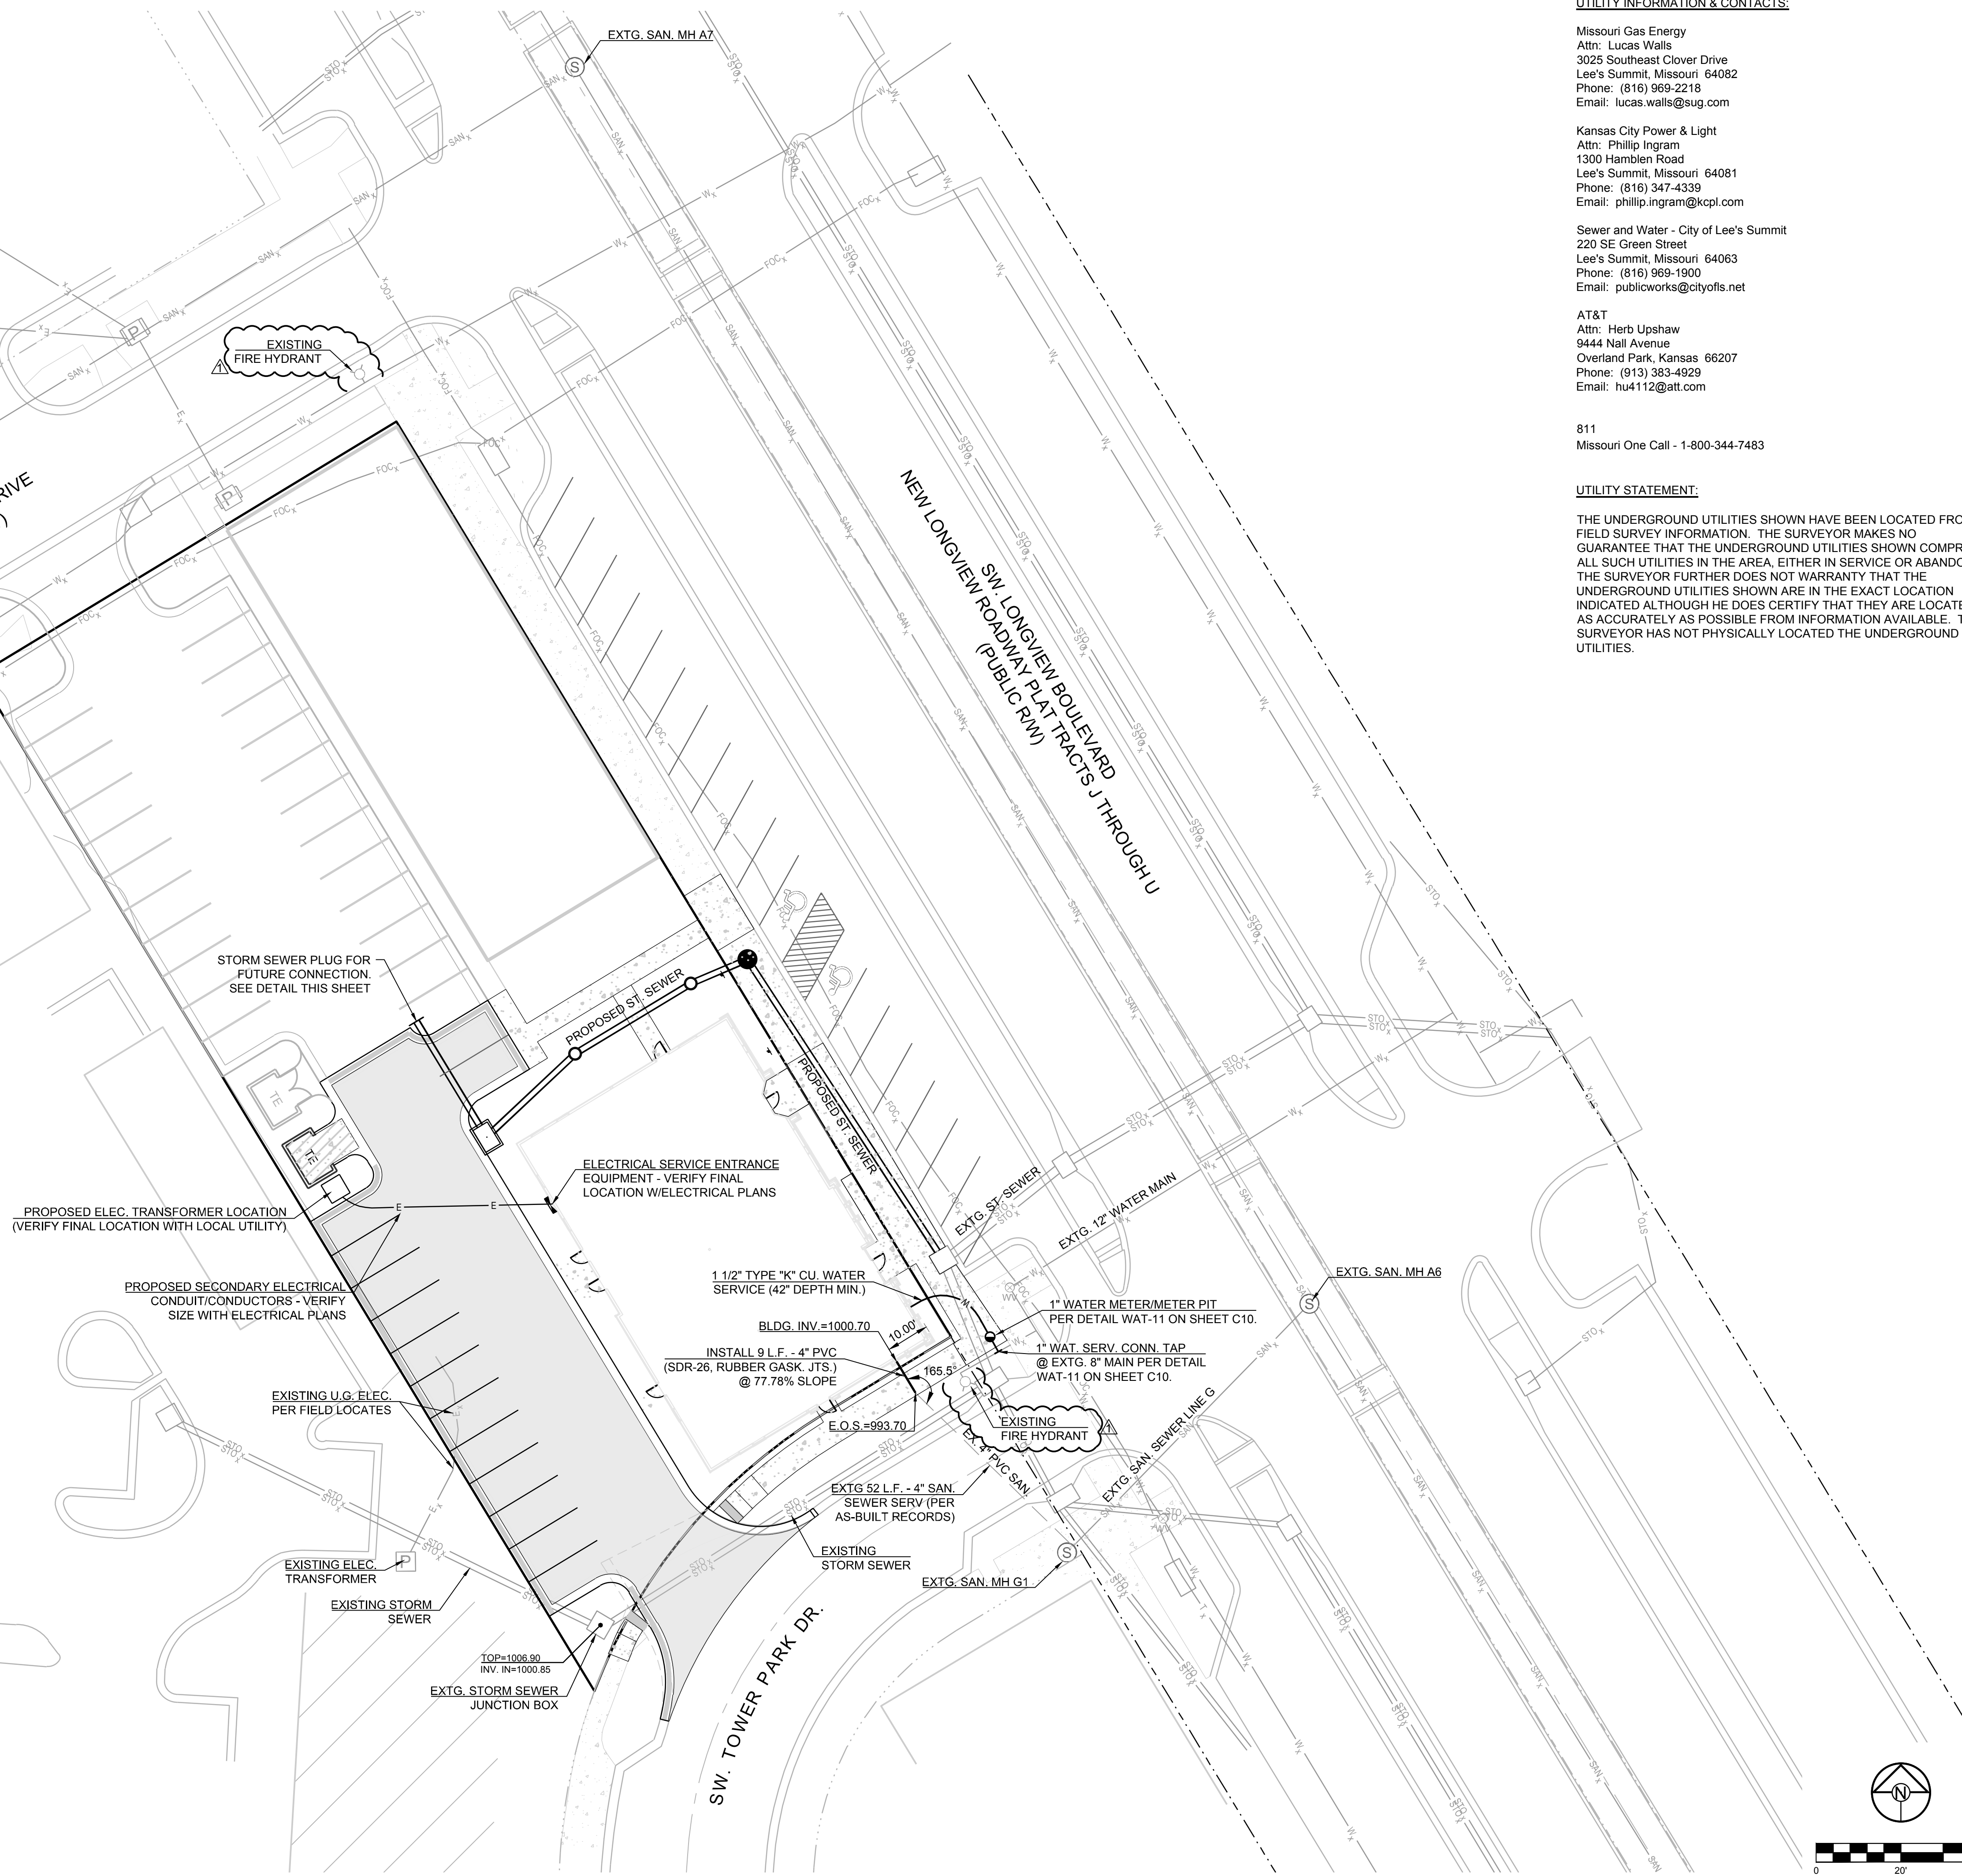 UTILITY INFORMATION & CONTACTS:
Missouri Gas Energy
Attn: Lucas Walls
3025 Southeast Clover Drive
Lee's Summit, Missouri 64082
Phone: (816) 969-2218
Email: lucas.walls@sug.com
Kansas City Power & Light
Attn: Phillip Ingram
1300 Hamblen Road
Lee's Summit, Missouri 64081
Phone: (816) 347-4339
Email: phillip.ingram@kcpl.com
Sewer and Water - City of Lee's Summit
220 SE Green Street
Lee's Summit, Missouri 64063
Phone: (816) 969-1900
Email: publicworks@cityofls.net
AT&T
Attn: Herb Upshaw
9444 Nall Avenue
Overland Park, Kansas 66207
Phone: (913) 383-4929
Email: hu4112@att.com
811
Missouri One Call - 1-800-344-7483
UTILITY STATEMENT:
THE UNDERGROUND UTILITIES SHOWN HAVE BEEN LOCATED FRO
FIELD SURVEY INFORMATION. THE SURVEYOR MAKES NO
GUARANTEE THAT THE UNDERGROUND UTILITIES SHOWN COMPR
ALL SUCH UTILITIES IN THE AREA, EITHER IN SERVICE OR ABANDO
THE SURVEYOR FURTHER DOES NOT WARRANTY THAT THE
UNDERGROUND UTILITIES SHOWN ARE IN THE EXACT LOCATION
INDICATED ALTHOUGH HE DOES CERTIFY THAT THEY ARE LOCATE
AS ACCURATELY AS POSSIBLE FROM INFORMATION AVAILABLE. T
SURVEYOR HAS NOT PHYSICALLY LOCATED THE UNDERGROUND
UTILITIES.
EXTG. SAN. MH A7
S
EXISTING
FIRE HYDRANT
1
RIVE
SW. LONGVIEW BOULEVARD
NEW LONGVIEW ROADWAY PLAT TRACTS J THROUGH U
(PUBLIC R/W)
STORM SEWER PLUG FOR
FUTURE CONNECTION.
SEE DETAIL THIS SHEET
PROPOSED ST. SEWER
PROPOSED ST. SEWER
TE
TE
ELECTRICAL SERVICE ENTRANCE
EQUIPMENT - VERIFY FINAL
LOCATION W/ELECTRICAL PLANS
PROPOSED ELEC. TRANSFORMER LOCATION
(VERIFY FINAL LOCATION WITH LOCAL UTILITY)
PROPOSED SECONDARY ELECTRICAL
CONDUIT/CONDUCTORS - VERIFY
SIZE WITH ELECTRICAL PLANS
EXTG. ST. SEWER
EXTG. 12" WATER MAIN
EXTG. SAN. MH A6
S
1 1/2" TYPE "K" CU. WATER
SERVICE (42" DEPTH MIN.)
1" WATER METER/METER PIT
PER DETAIL WAT-11 ON SHEET C10.
BLDG. INV.=1000.70
10.00'
INSTALL 9 L.F. - 4" PVC
(SDR-26, RUBBER GASK. JTS.)
@ 77.78% SLOPE
165.5°
1" WAT. SERV. CONN. TAP
@ EXTG. 8" MAIN PER DETAIL
WAT-11 ON SHEET C10.
EXISTING U.G. ELEC.
PER FIELD LOCATES
E.O.S.=993.70
EXISTING
FIRE HYDRANT
1
EX. 4" PVC SAN.
EXTG. SAN. SEWER LINE G
EXTG 52 L.F. - 4" SAN.
SEWER SERV (PER
AS-BUILT RECORDS)
EXISTING
STORM SEWER
EXISTING ELEC.
TRANSFORMER
P
EXTG. SAN. MH G1
S
EXISTING STORM
SEWER
TOP=1006.90
INV. IN=1000.85
EXTG. STORM SEWER
JUNCTION BOX
SW. TOWER PARK DR.
N
0 20'